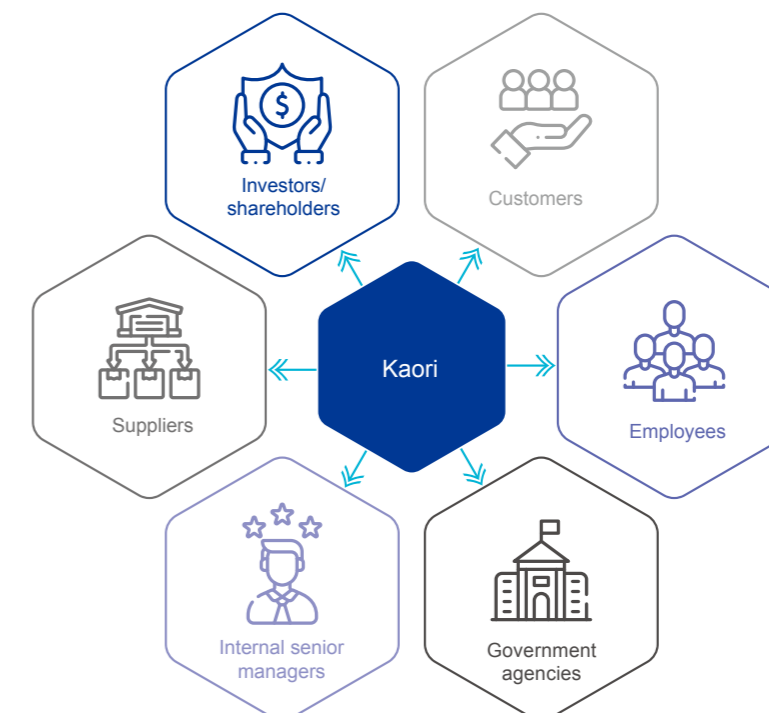 $
Investors/
shareholders
Customers
Kaori
Suppliers
Employees
Internal senior
managers
Government
agencies